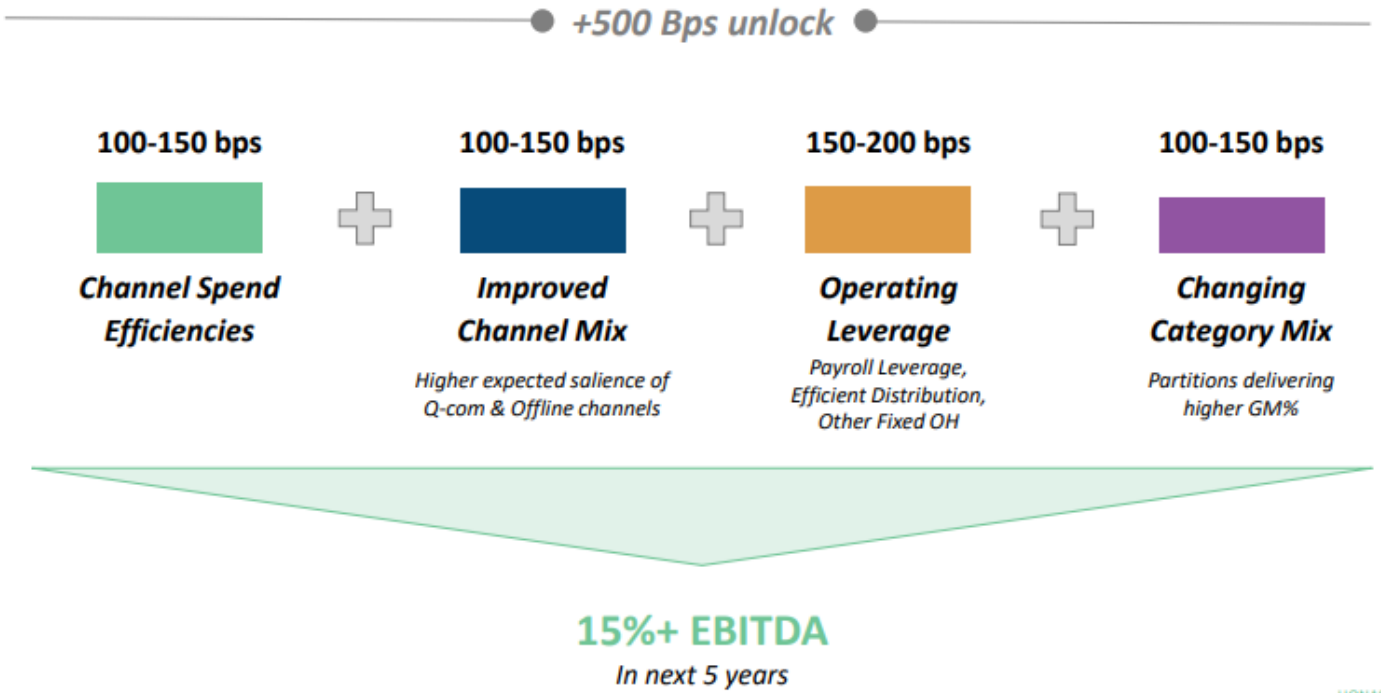 +500 Bps unlock
100-150 bps
100-150 bps
150-200 bps
100-150 bps
Channel Spend
Efficiencies
Improved
Channel Mix
Higher expected salience of
Q-com & Offline channels
Operating
Leverage
Payroll Leverage,
Efficient Distribution,
Other Fixed OH
Changing
Category Mix
Partitions delivering
higher GM%
15%+ EBITDA
In next 5 years